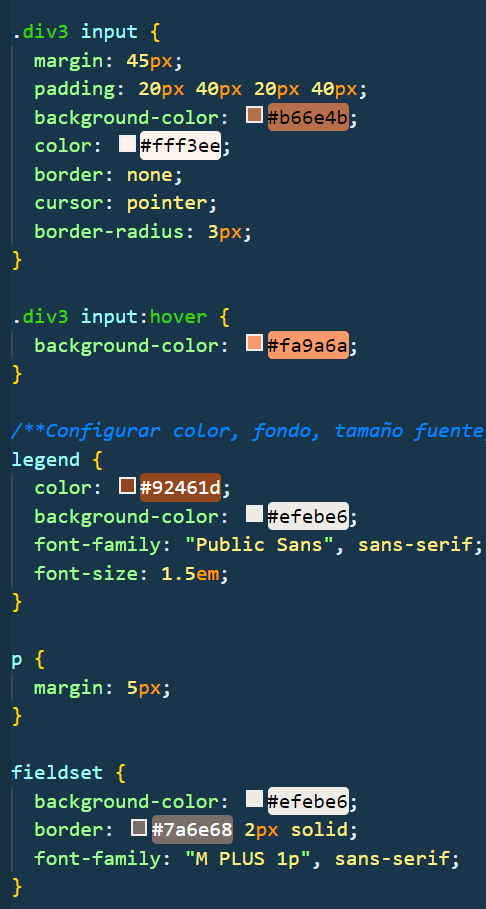 .div3 input {
margin: 45px;
padding: 20px 40px 20px 40px;
background-color: #b66e4b;
color: #fff3ee;
border: none;
cursor: pointer;
border-radius: 3px;
}
.div3 input:hover {
background-color: #fa9a6a;
}
/**Configurar color, fondo, tamaño fuente,
legend {
color: #92461d;
background-color: #efebe6;
font-family: "Public Sans", sans-serif;
font-size: 1.5em;
}
p {
margin: 5px;
}
fieldset {
background-color: #efebe6;
border: #7a6e68 2px solid;
font-family: "M PLUS 1p", sans-serif;
}